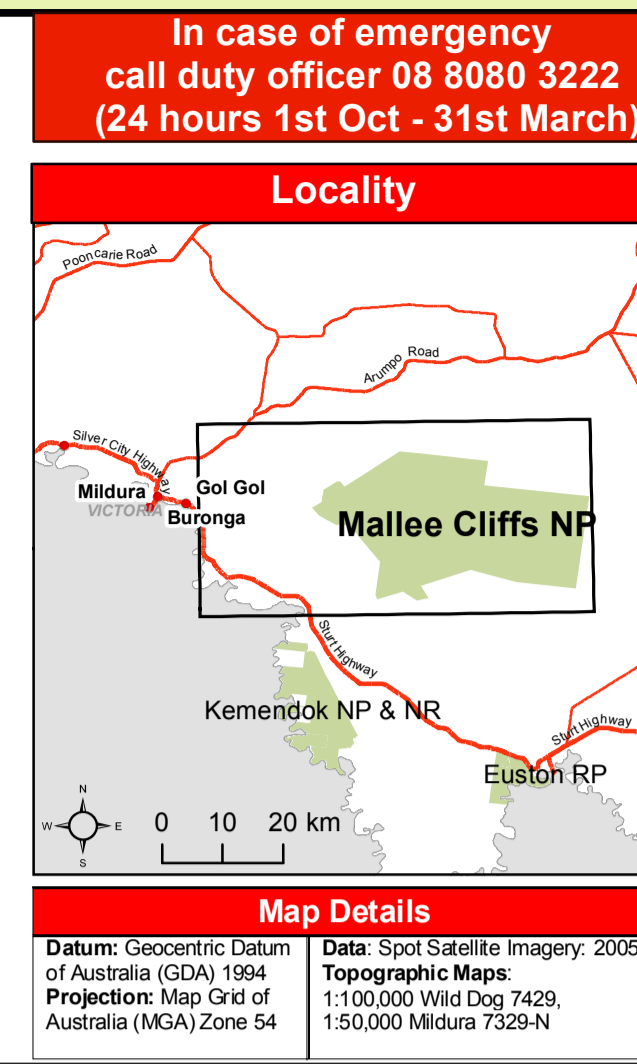 In case of emergency
call duty officer 08 8080 3222
(24 hours 1st Oct - 31st March)
Locality
Pooncarie Road
Arumpo Road
Silver City Highway
Mildura
Gol Gol
VICTORIA
Buronga
Mallee Cliffs NP
Sturt Highway
Kemendok NP & NR
Sturt Highway
Euston RP
N
W
E
S
0 10 20 km
Map Details
Datum: Geocentric Datum
of Australia (GDA) 1994
Projection: Map Grid of
Australia (MGA) Zone 54
Data: Spot Satellite Imagery: 2005
Topographic Maps:
1:100,000 Wild Dog 7429,
1:50,000 Mildura 7329-N